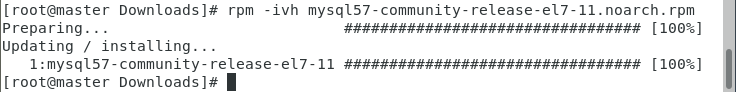 [root@master Downloads]# rpm -ivh mysql57-community-release-el7-11.noarch.rpm
Preparing... ################################# [100%]
Updating / installing...
1:mysql57-community-release-el7-11 ################################# [100%]
[root@master Downloads]#